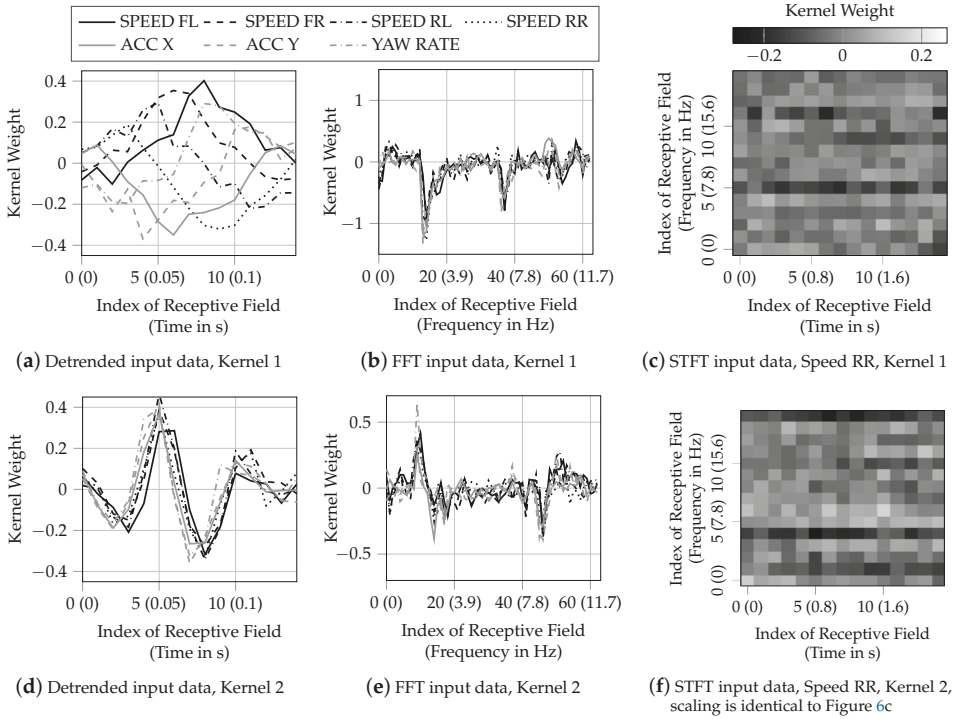 SPEED FL SPEED FR SPEED RL SPEED RR
ACC X ACC Y YAW RATE
Kernel Weight
−0.2 0 0.2
Kernel Weight
0.4
0.2
0
−0.2
−0.4
0 (0) 5 (0.05) 10 (0.1)
Index of Receptive Field
(Time in s)
(a) Detrended input data, Kernel 1
Kernel Weight
1
0
−1
0 (0) 20 (3.9) 40 (7.8) 60 (11.7)
Index of Receptive Field
(Frequency in Hz)
(b) FFT input data, Kernel 1
Index of Receptive Field
(Frequency in Hz)
0 (0) 5 (7.8) 10 (15.6)
0 (0) 5 (0.8) 10 (1.6)
Index of Receptive Field
(Time in s)
(c) STFT input data, Speed RR, Kernel 1
Kernel Weight
0.4
0.2
0
−0.2
−0.4
0 (0) 5 (0.05) 10 (0.1)
Index of Receptive Field
(Time in s)
(d) Detrended input data, Kernel 2
Kernel Weight
0.5
0
−0.5
0 (0) 20 (3.9) 40 (7.8) 60 (11.7)
Index of Receptive Field
(Frequency in Hz)
(e) FFT input data, Kernel 2
Index of Receptive Field
(Frequency in Hz)
0 (0) 5 (7.8) 10 (15.6)
0 (0) 5 (0.8) 10 (1.6)
Index of Receptive Field
(Time in s)
(f) STFT input data, Speed RR, Kernel 2,
scaling is identical to Figure 6c